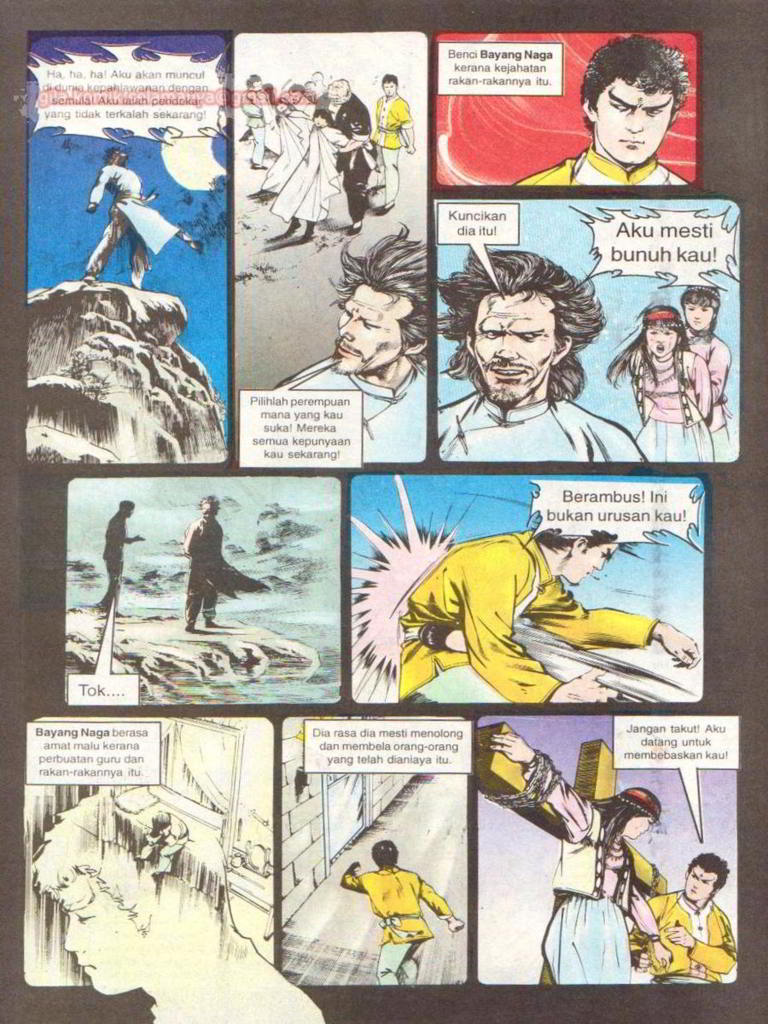 Ha, ha, ha! Aku akan muncul
di dunia kepahlawanan dengan
semula! Aku ialah pendekar
yang tidak terkalah sekarang!
Pilihlah perempuan
mana yang kau
suka! Mereka
semua kepunyaan
kau sekarang!
Benci Bayang Naga
kerana kejahatan
rakan-rakannya itu.
Kuncikan
dia itu!
Aku mesti
bunuh kau!
Tok....
Berambus! Ini
bukan urusan kau!
Bayang Naga berasa
amat malu kerana
perbuatan guru dan
rakan-rakannya itu.
Dia rasa dia mesti menolong
dan membela orang-orang
yang telah dianiaya itu.
Jangan takut! Aku
datang untuk
membebaskan kau!